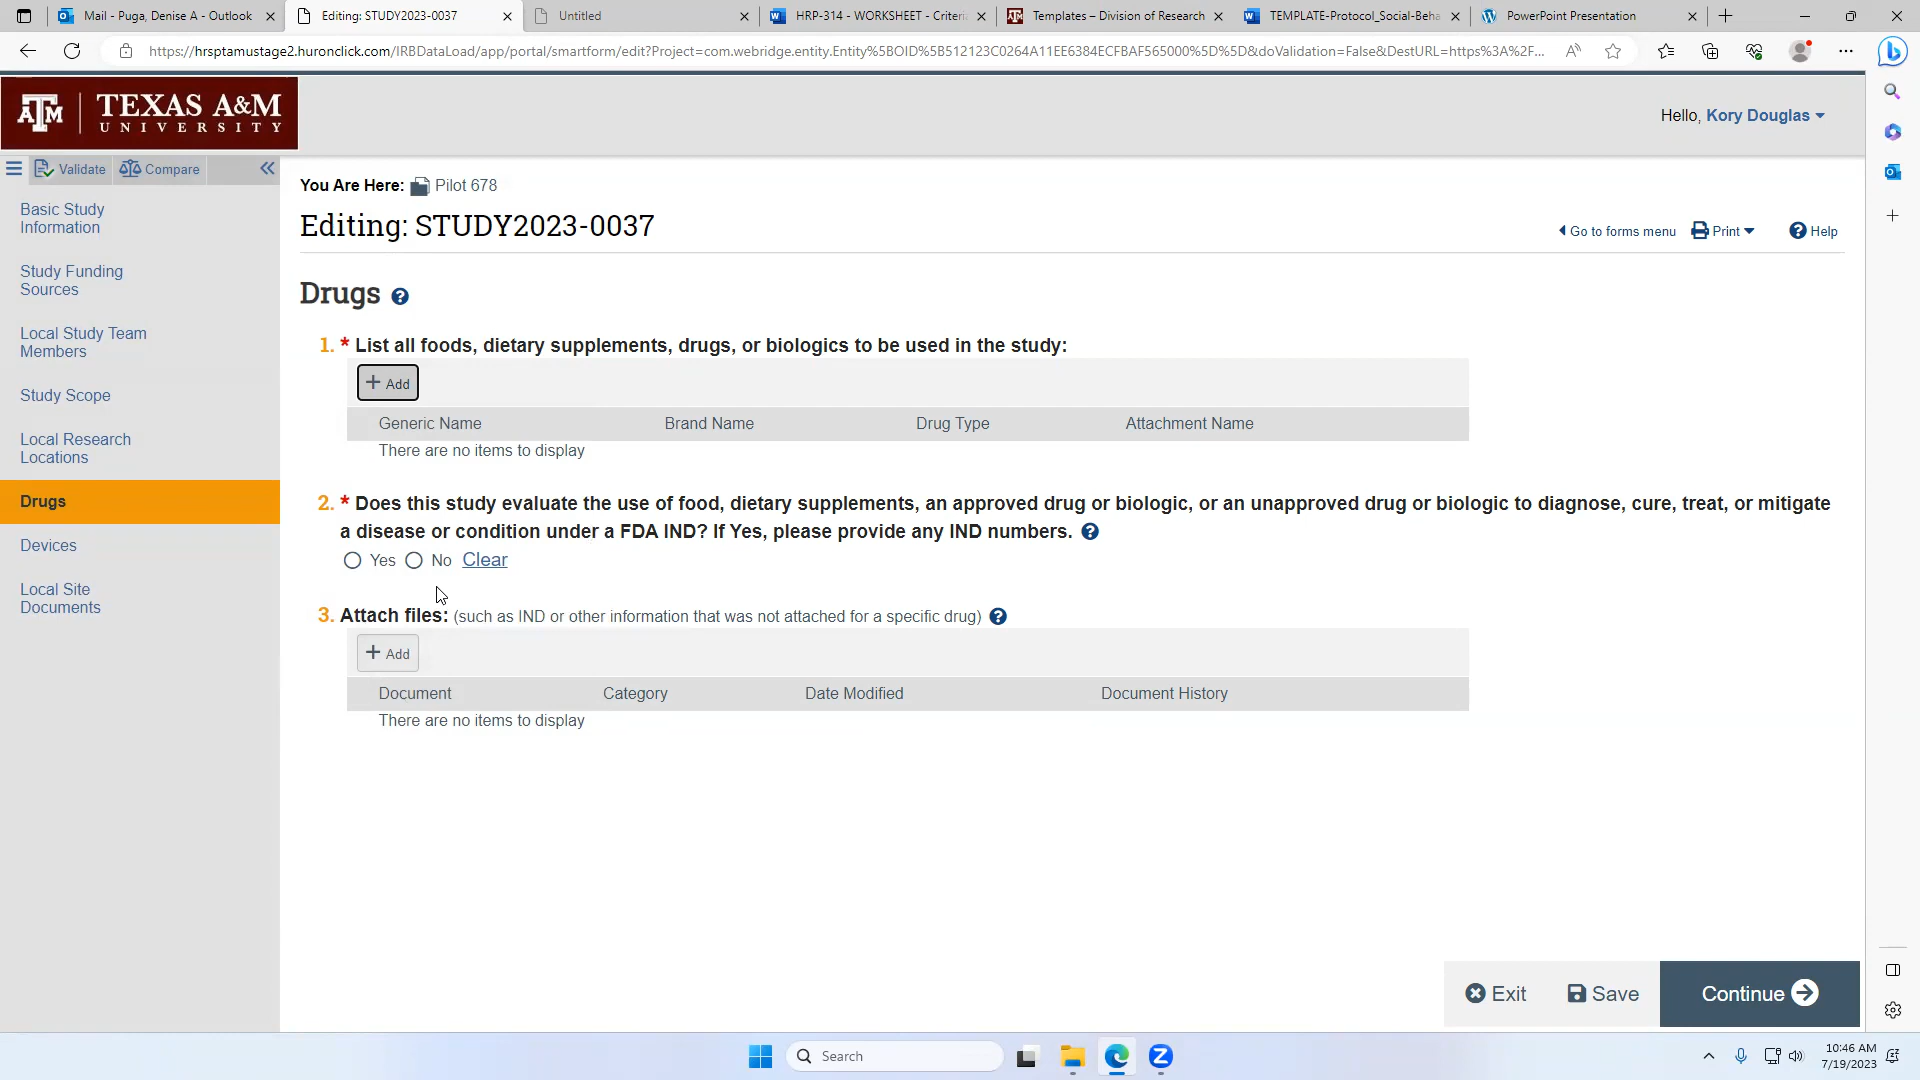 Mail - Puga, Denise A - Outlook
Editing: STUDY2023-0037
Untitled
HRP-314 - WORKSHEET - Criteri
Templates – Division of Research
TEMPLATE-Protocol_Social-Beha
PowerPoint Presentation
https://hrsptamustage2.huronclick.com/IRBDataLoad/app/portal/smartform/edit?Project=com.webridge.entity.Entity%5BOID%5B512123C0264A11EE6384ECFBAF565000%5D%5D&doValidation=False&DestURL=https%3A%2F...
TEXAS A&M
UNIVERSITY
Hello, Kory Douglas
Validate
Compare
Basic Study
Information
Study Funding
Sources
Local Study Team
Members
Study Scope
Local Research
Locations
Drugs
Devices
Local Site
Documents
You Are Here: Pilot 678
Editing: STUDY2023-0037
Go to forms menu
Print
Help
Drugs
1. * List all foods, dietary supplements, drugs, or biologics to be used in the study:
+ Add
Generic Name Brand Name Drug Type Attachment Name
There are no items to display
2. * Does this study evaluate the use of food, dietary supplements, an approved drug or biologic, or an unapproved drug or biologic to diagnose, cure, treat, or mitigate
a disease or condition under a FDA IND? If Yes, please provide any IND numbers.
Yes No Clear
3. Attach files: (such as IND or other information that was not attached for a specific drug)
+ Add
Document Category Date Modified Document History
There are no items to display
Exit
Save
Continue
Search
10:46 AM
7/19/2023